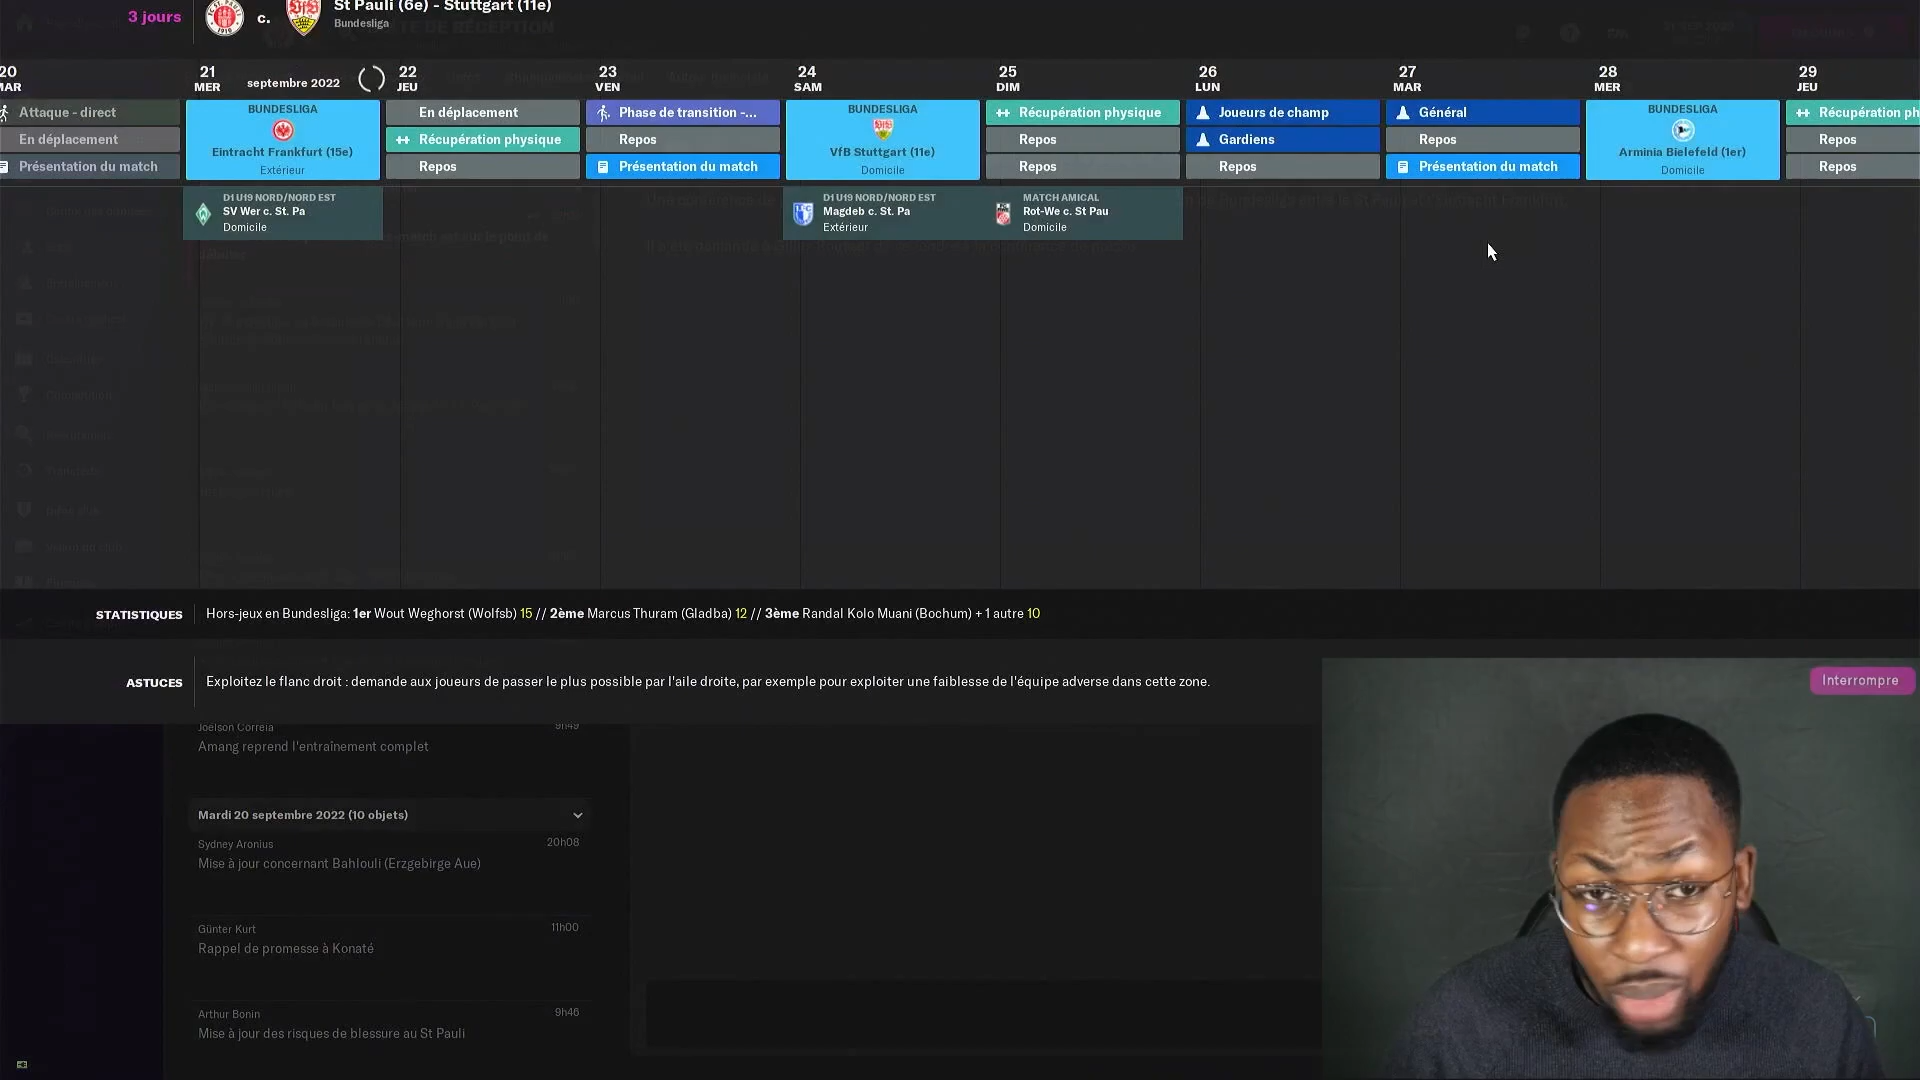 3 jours
c.
St Pauli (6e) - Stuttgart (11e)
Bundesliga
20
MAR
21
MER
septembre 2022
22
JEU
23
VEN
24
SAM
25
DIM
26
LUN
27
MAR
28
MER
29
JEU
Attaque - direct
En déplacement
Présentation du match
BUNDESLIGA
Eintracht Frankfurt (15e)
Extérieur
En déplacement
Récupération physique
Repos
Phase de transition -...
Repos
Présentation du match
BUNDESLIGA
VfB Stuttgart (11e)
Domicile
Récupération physique
Repos
Repos
Joueurs de champ
Gardiens
Repos
Général
Repos
Présentation du match
BUNDESLIGA
Arminia Bielefeld (1er)
Domicile
Récupération ph
Repos
Repos
D1 U19 NORD/NORD EST
SV Wer c. St. Pa
Domicile
D1 U19 NORD/NORD EST
Magdeb c. St. Pa
Extérieur
MATCH AMICAL
Rot-We c. St Pau
Domicile
STATISTIQUES
Hors-jeux en Bundesliga: 1er Wout Weghorst (Wolfsb) 15 // 2ème Marcus Thuram (Gladba) 12 // 3ème Randal Kolo Muani (Bochum) + 1 autre 10
ASTUCES
Exploitez le flanc droit : demande aux joueurs de passer le plus possible par l'aile droite, par exemple pour exploiter une faiblesse de l'équipe adverse dans cette zone.
Interrompre
Joelson Correia
9h49
Amang reprend l'entraînement complet
Mardi 20 septembre 2022 (10 objets)
Sydney Aronius
20h08
Mise à jour concernant Bahlouli (Erzgebirge Aue)
Günter Kurt
11h00
Rappel de promesse à Konaté
Arthur Bonin
9h46
Mise à jour des risques de blessure au St Pauli